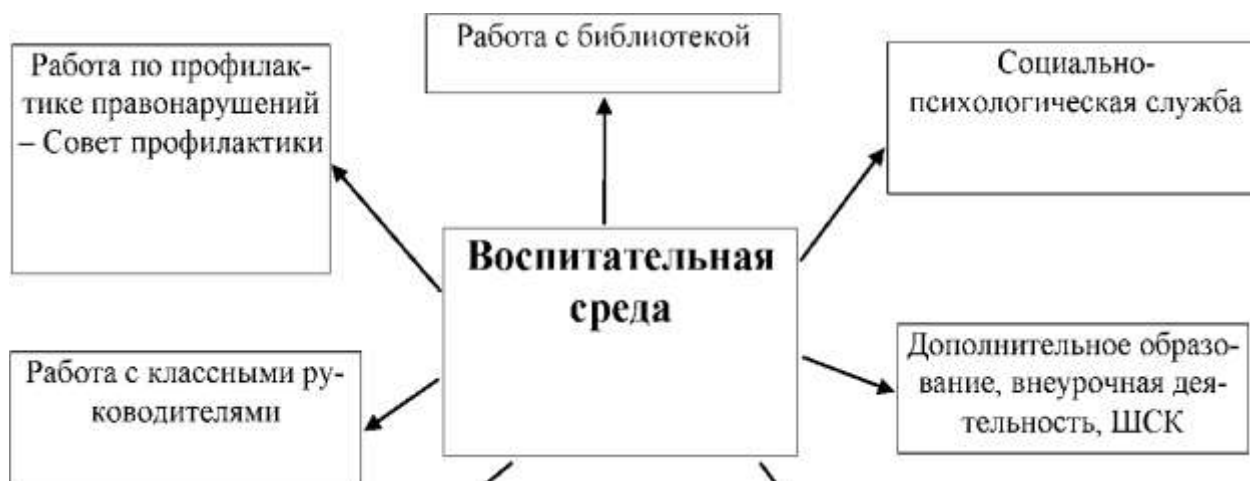 Работа с библиотекой
Работа по профилак-
тике правонарушений
– Совет профилактики
Социально-
психологическая служба
Воспитательная
среда
Работа с классными ру-
ководителями
Дополнительное образо-
вание, внеурочная дея-
тельность, ШСК